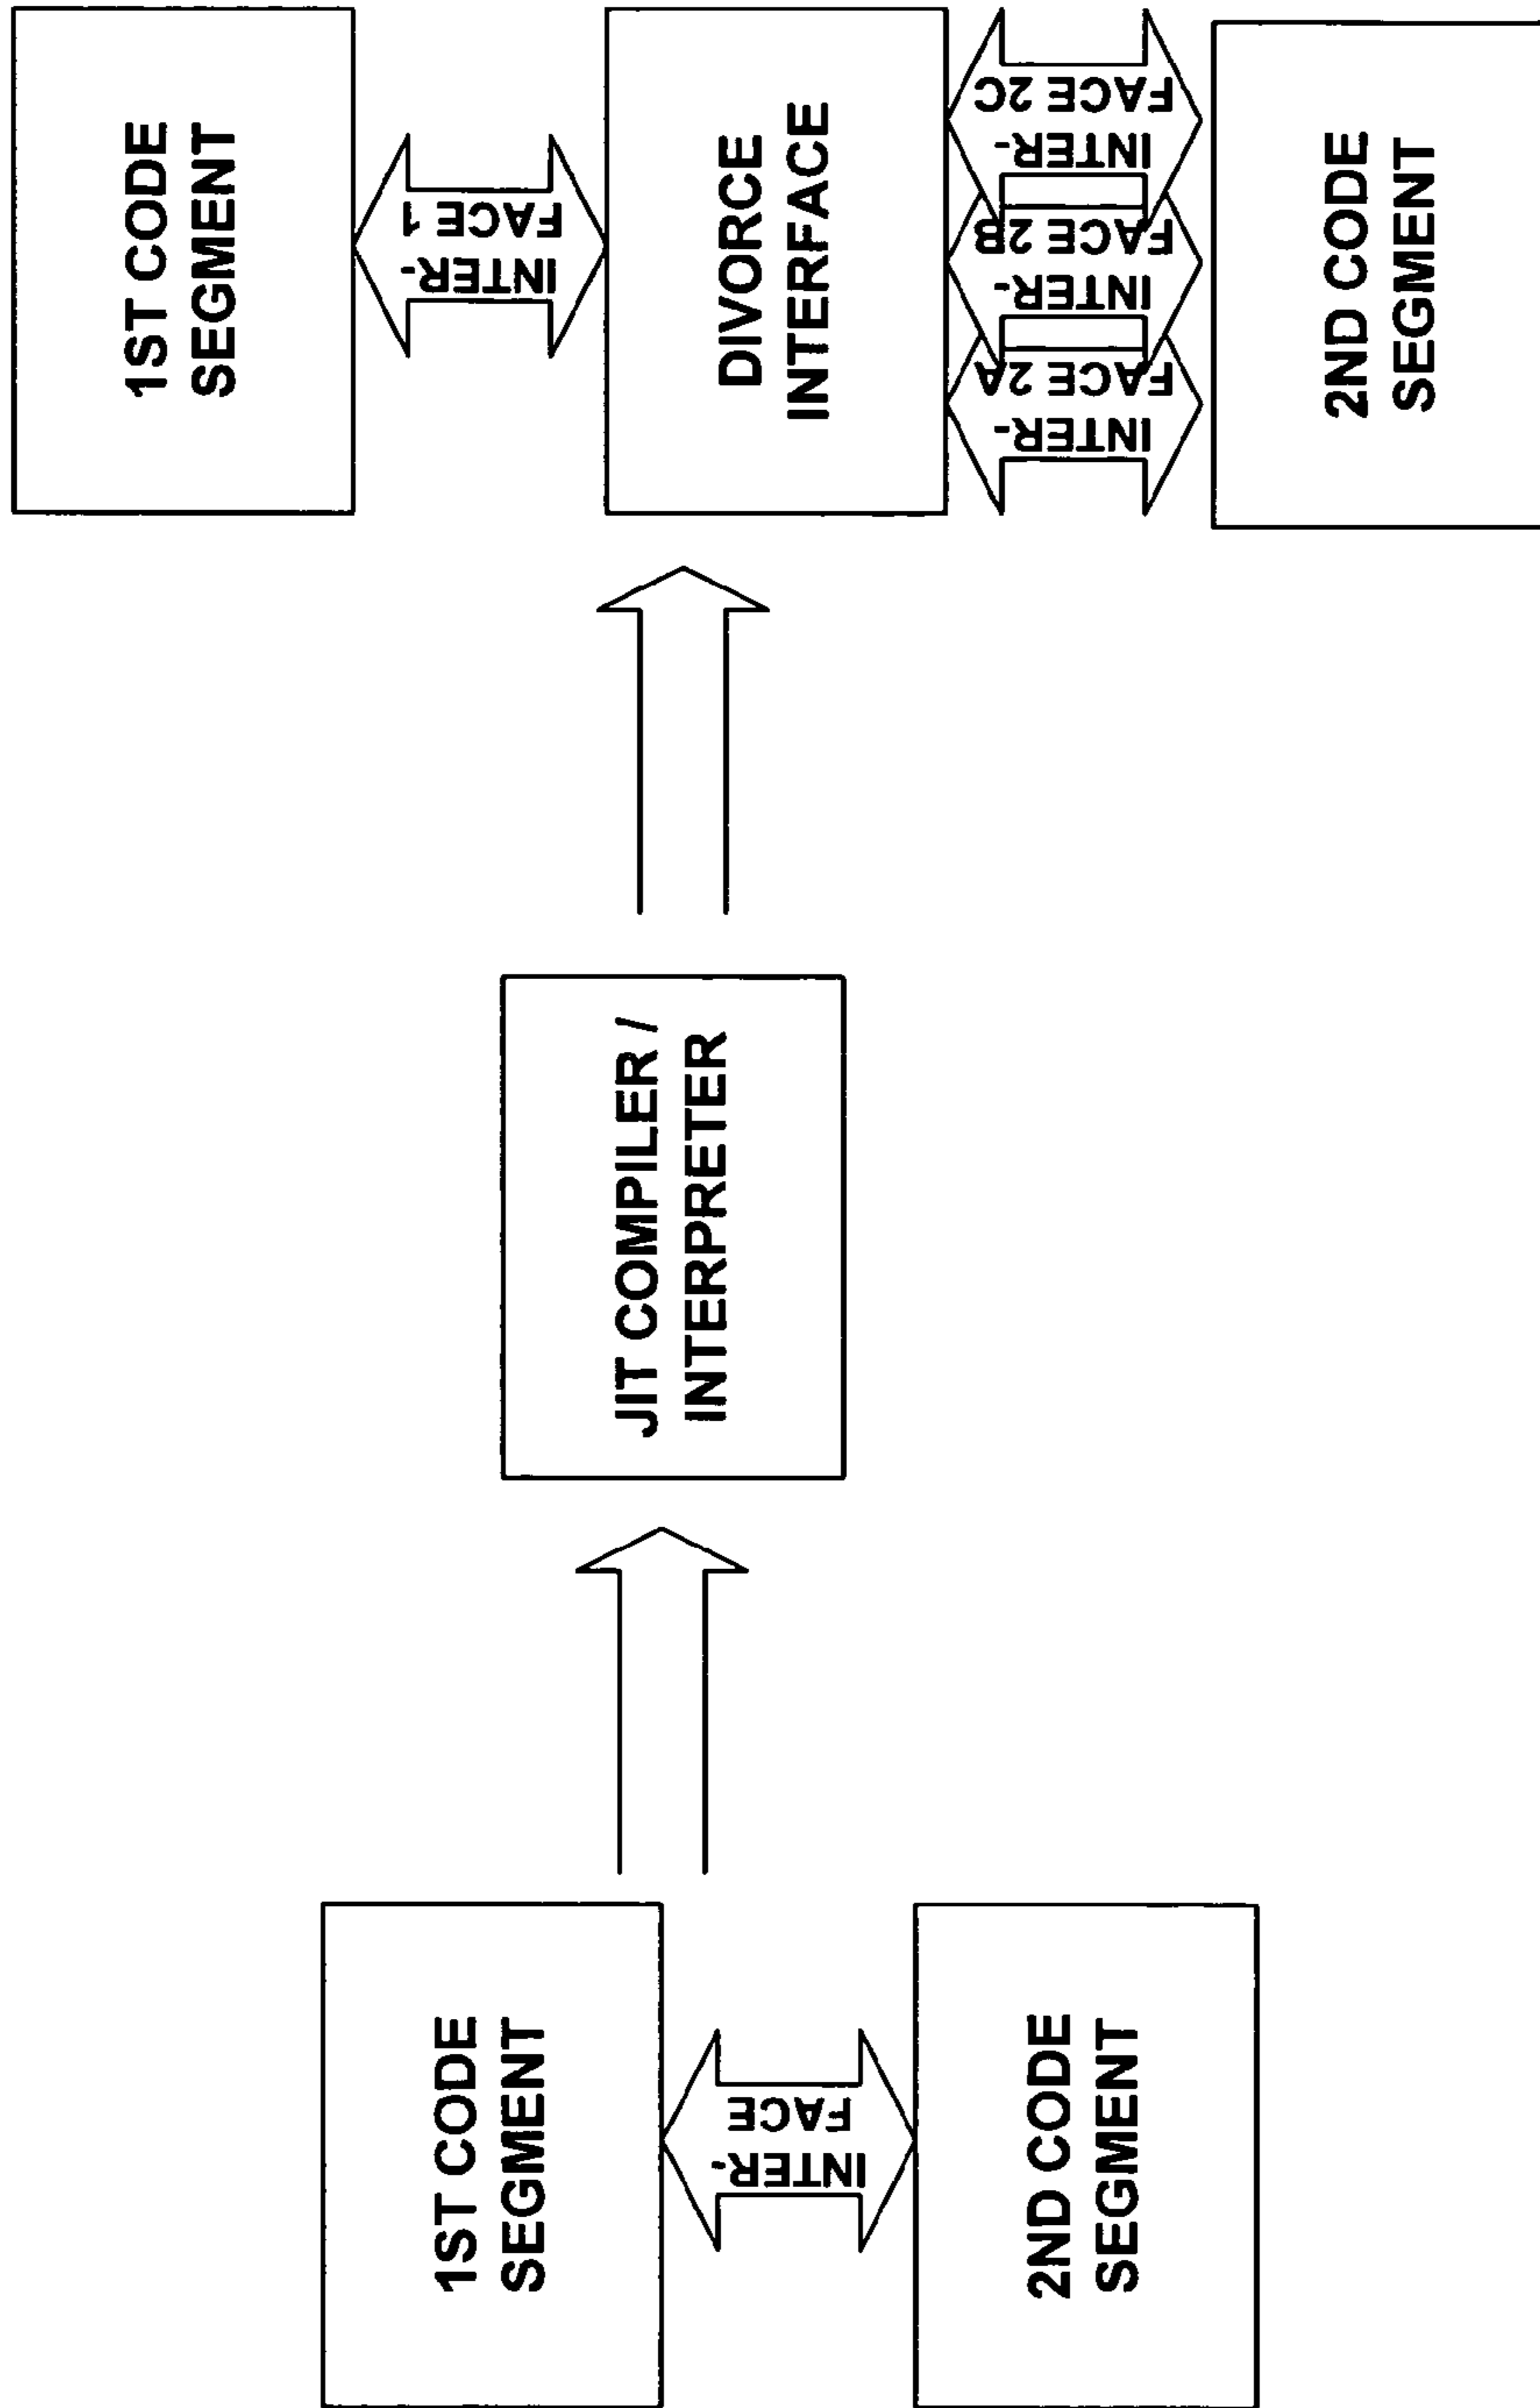 1ST CODE
SEGMENT
INTER-
FACE
2ND CODE
SEGMENT
JIT COMPILER /
INTERPRETER
1ST CODE
SEGMENT
INTER-
FACE 1
DIVORCE
INTERFACE
INTER-
FACE 2A
INTER-
FACE 2B
INTER-
FACE 2C
2ND CODE
SEGMENT